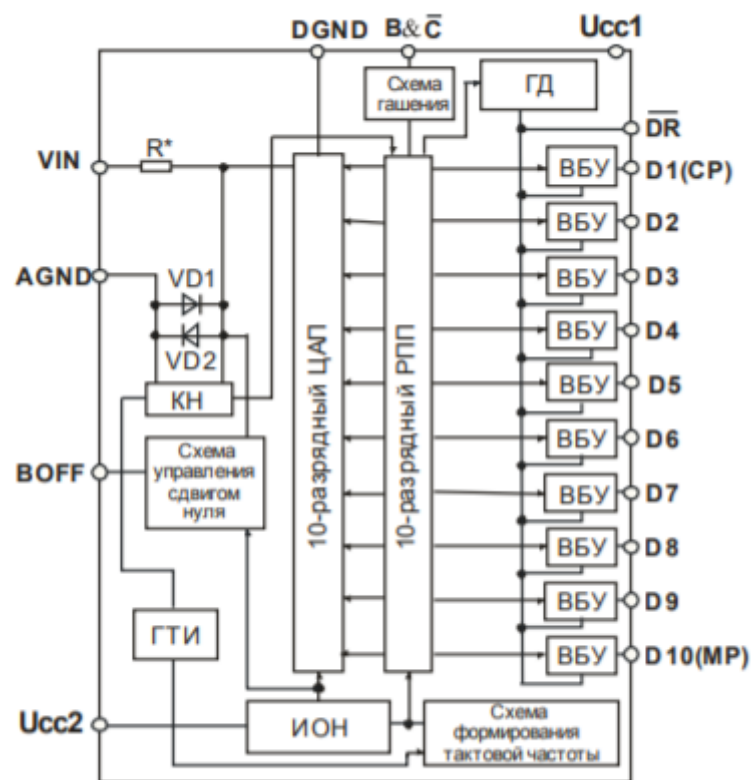 DGND
B&C̅
Ucc1
Схема
гашения
ГД
D̅R̅
VIN
R*
ВБУ
D1(CP)
ВБУ
D2
AGND
VD1
ВБУ
D3
VD2
ВБУ
D4
КН
ВБУ
D5
10-разрядный ЦАП
10-разрядный РПП
Схема
управления
сдвигом
нуля
BOFF
ВБУ
D6
ВБУ
D7
ВБУ
D8
ВБУ
D9
ГТИ
ВБУ
D10(MP)
Ucc2
ИОН
Схема
формирования
тактовой частоты